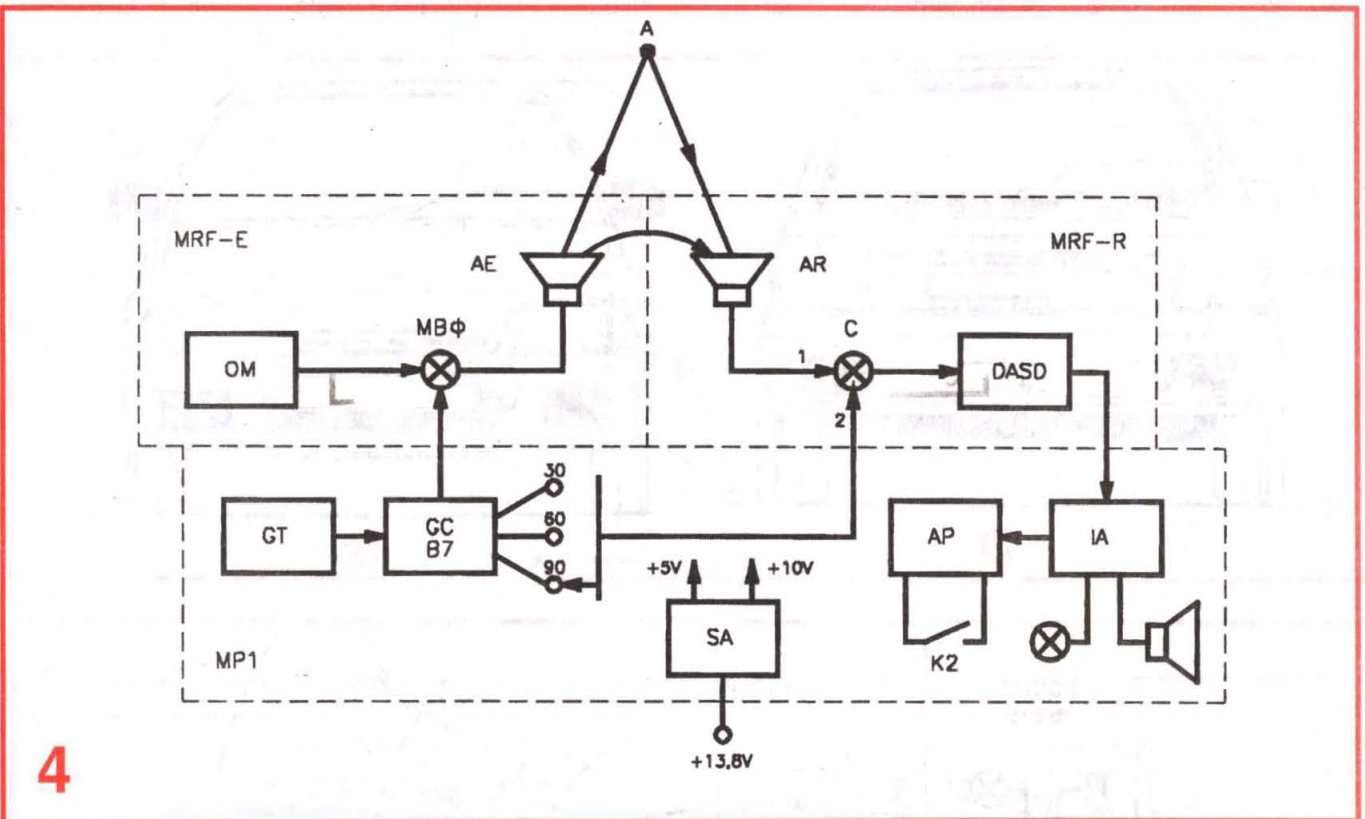 A
MRF-E
MRF-R
AE
AR
MBΦ
C
OM
1
DASD
2
30
GT
GC
B7
60
90
+5V
+10V
AP
IA
SA
K2
MP1
+13,8V
4